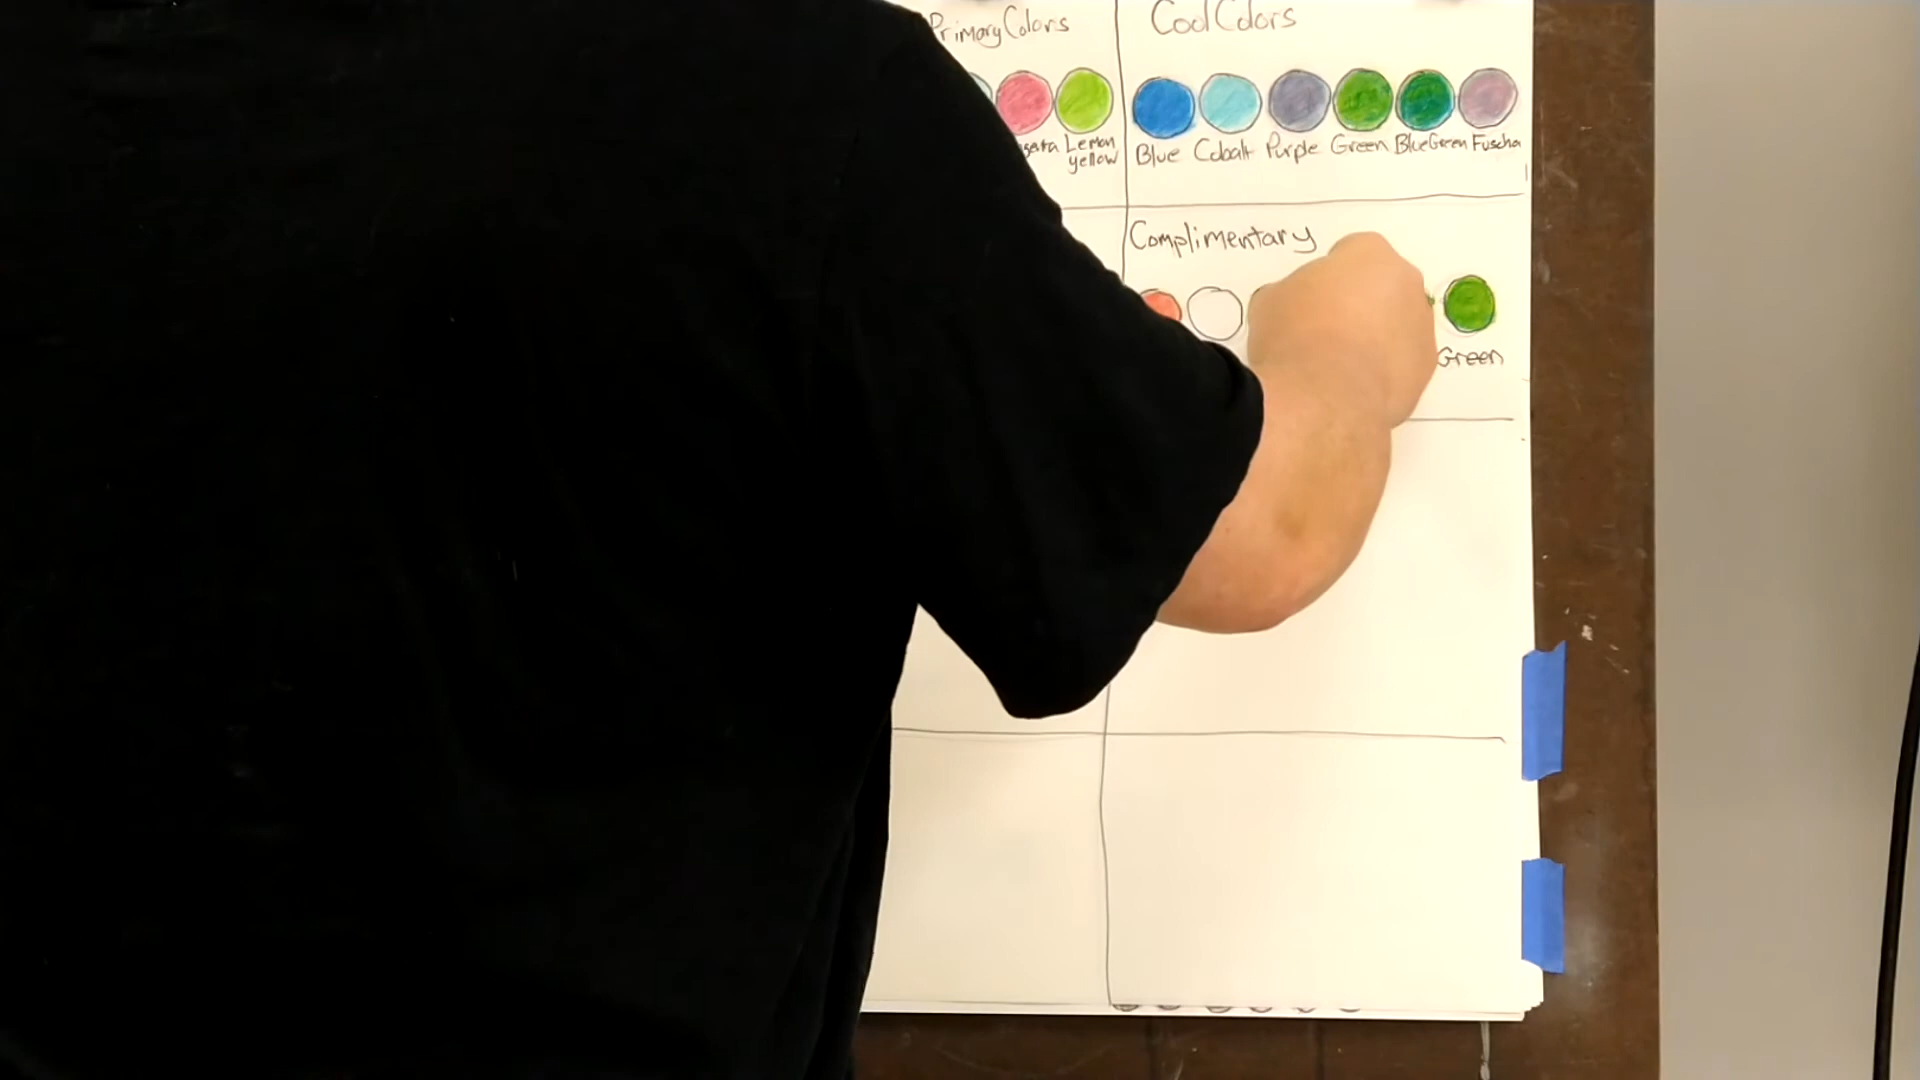 Primary Colors
Lemon
yellow
Cool Colors
Blue Cobalt Purple Green BlueGreen Fuscha
Complimentary
Green